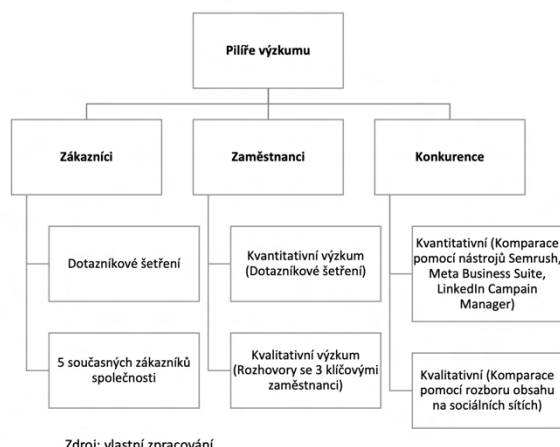 Pilíře výzkumu
Zákazníci
Zaměstnanci
Konkurence
Dotazníkové šetření
5 současných zákazníků
společnosti
Kvantitativní výzkum
(Dotazníkové šetření)
Kvalitativní výzkum
(Rozhovory se 3 klíčovými
zaměstnanci)
Kvantitativní (Komparace
pomocí nástrojů Semrush,
Meta Business Suite,
LinkedIn Campain
Manager)
Kvalitativní (Komparace
pomocí rozboru obsahu
na sociálních sítích)
Zdroj: vlastní zpracování